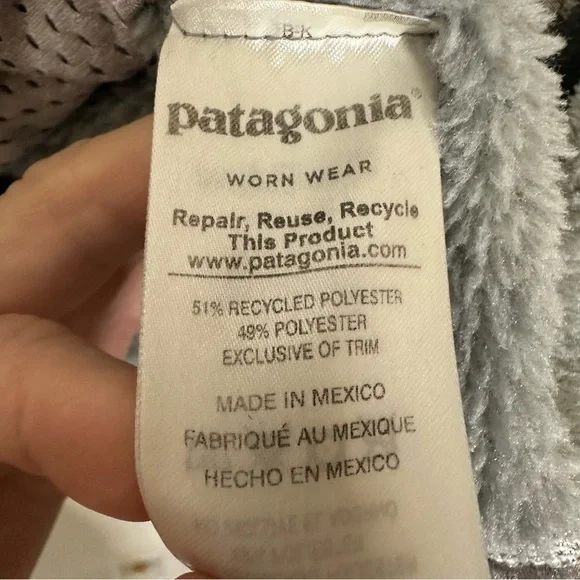 B-K
patagonia®
WORN WEAR
Repair, Reuse, Recycle
This Product
www.patagonia.com
51% RECYCLED POLYESTER
49% POLYESTER
EXCLUSIVE OF TRIM
MADE IN MEXICO
FABRIQUÉ AU MEXIQUE
HECHO EN MEXICO